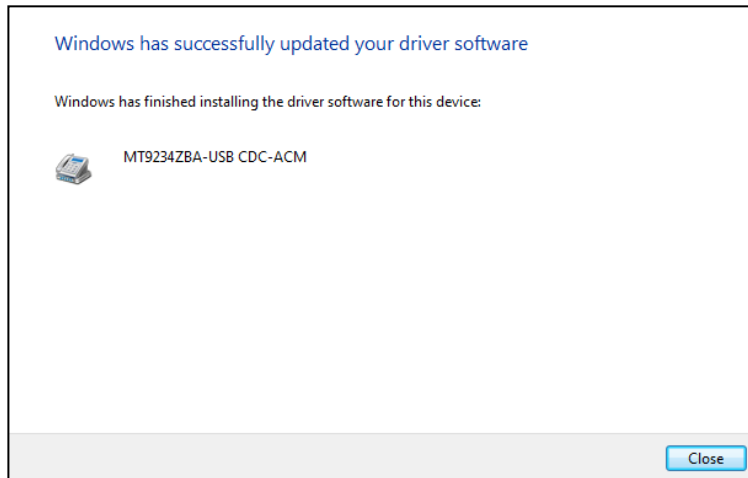 Windows has successfully updated your driver software
Windows has finished installing the driver software for this device:
MT9234ZBA-USB CDC-ACM
Close